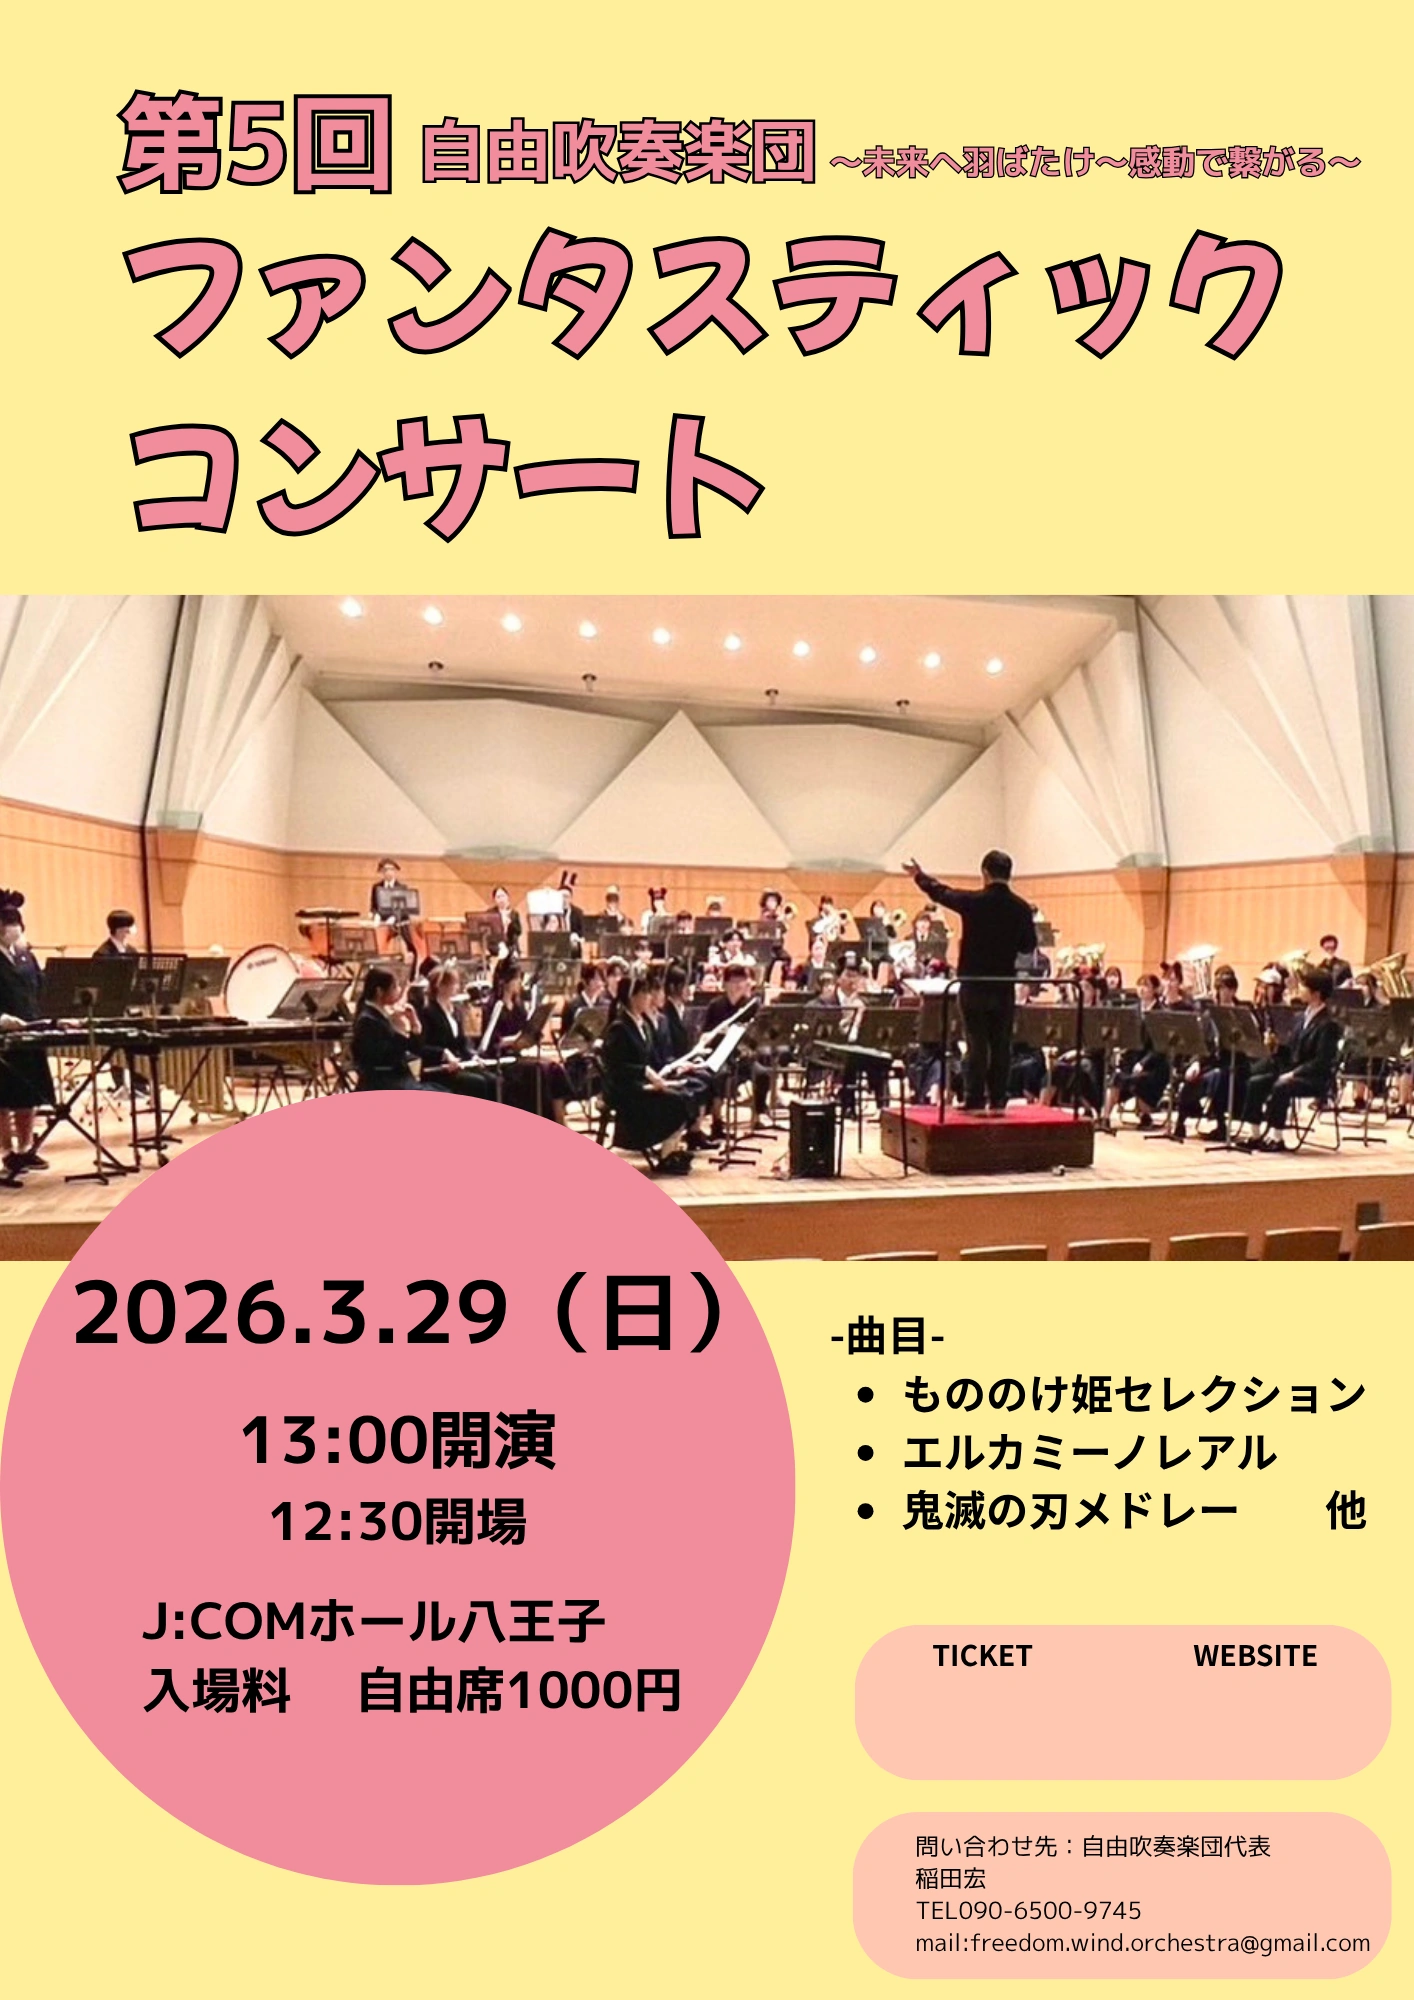 第5回 自由吹奏楽団 〜未来へ羽ばたけ〜感動で繋がる〜
ファンタスティック
コンサート
2026.3.29（日）
13:00開演
12:30開場
J:COMホール八王子
入場料　自由席1000円
-曲目-
• もののけ姫セレクション
• エルカミーノレアル
• 鬼滅の刃メドレー　　他
TICKET WEBSITE
問い合わせ先：自由吹奏楽団代表
稲田宏
TEL090-6500-9745
mail:freedom.wind.orchestra@gmail.com